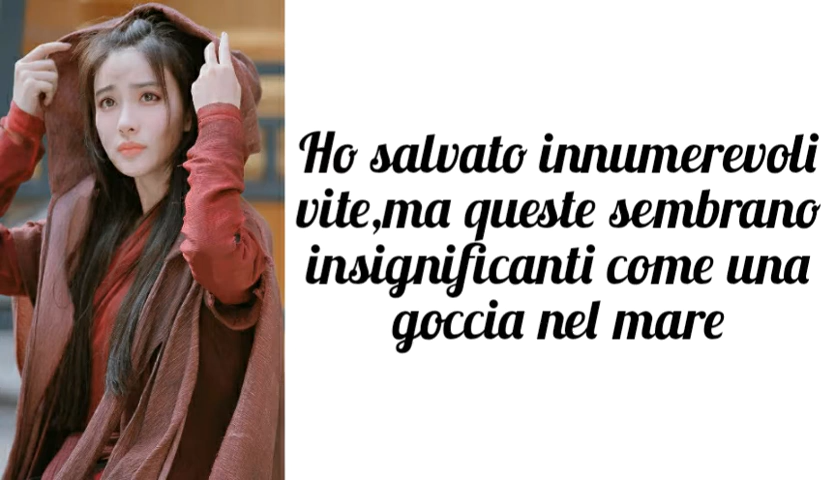 Ho salvato innumerevoli
vite,ma queste sembrano
insignificanti come una
goccia nel mare